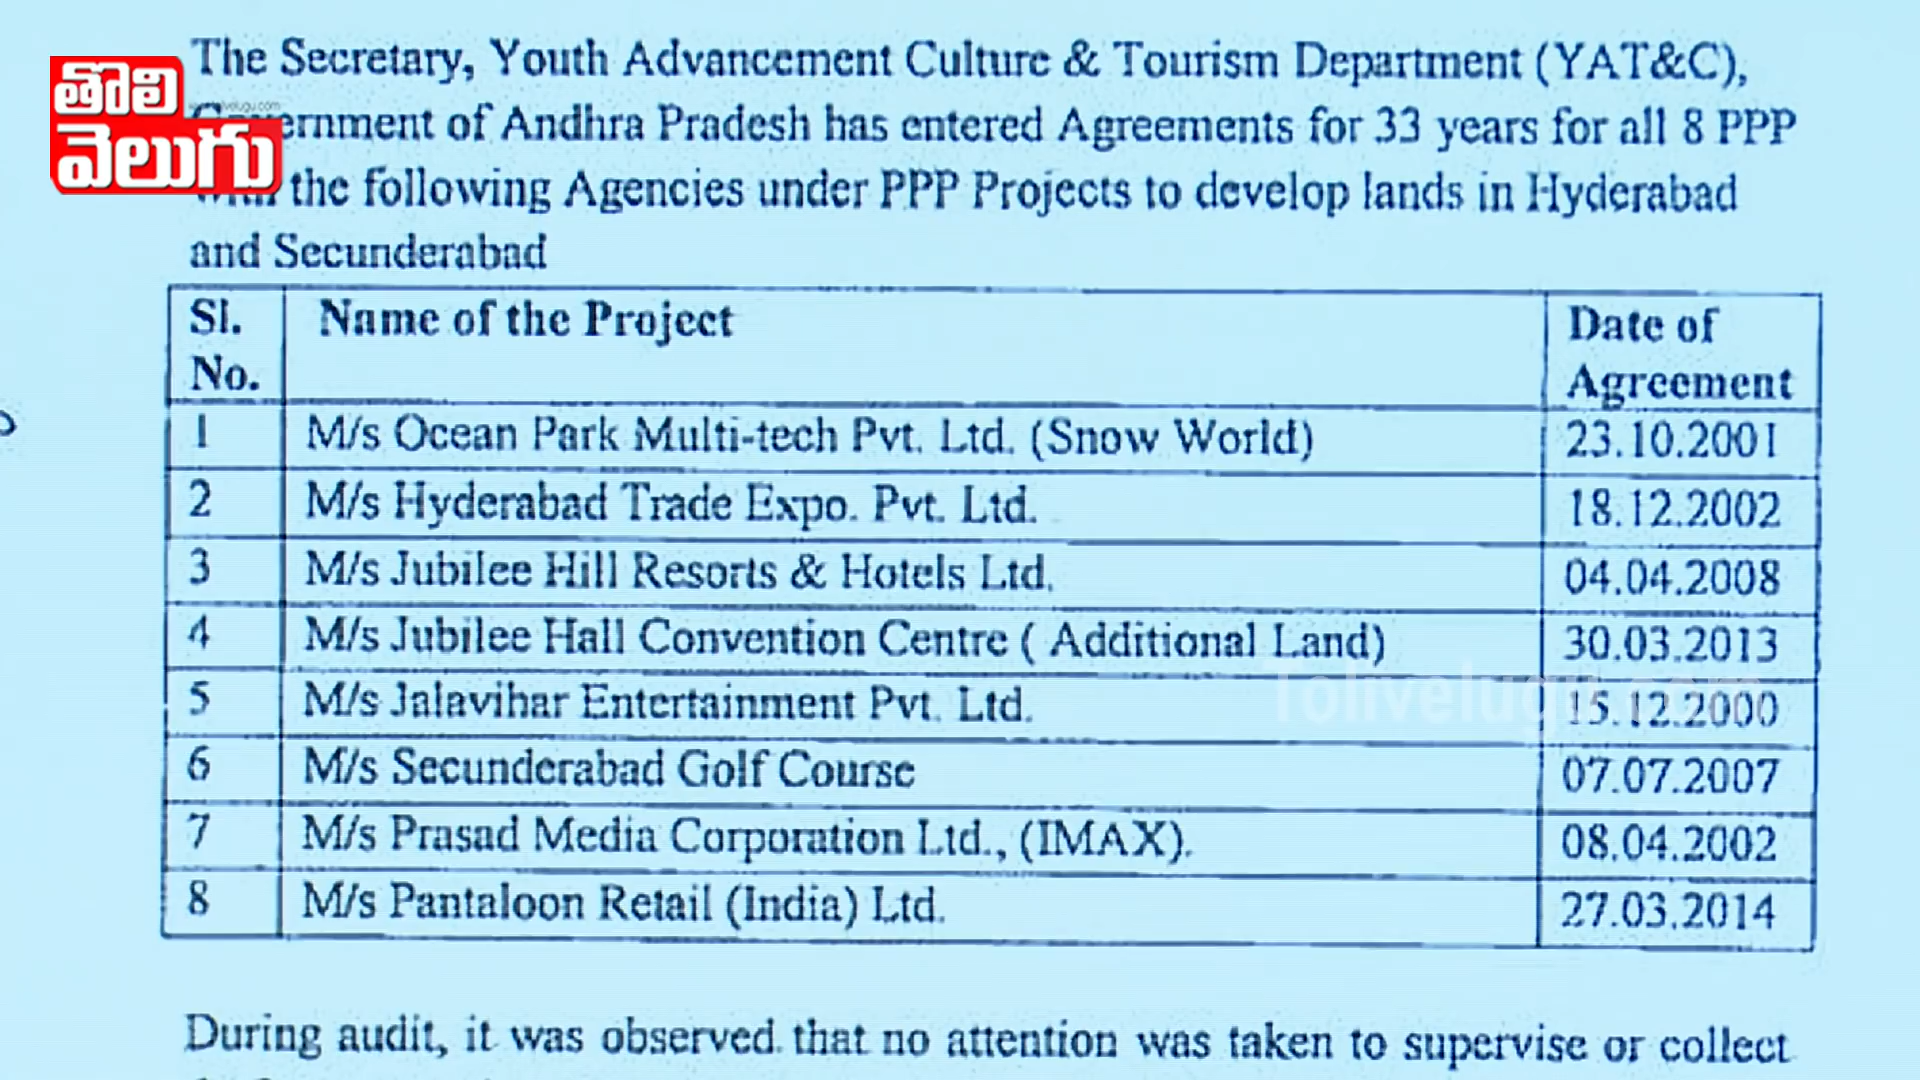 The Secretary, Youth Advancement Culture & Tourism Department (YAT&C),
తొలి
వెలుగు
ernment of Andhra Pradesh has entered Agreements for 33 years for all 8 PPP
the following Agencies under PPP Projects to develop lands in Hyderabad
and Secunderabad
Sl. No. Name of the Project Date of Agreement
1 M/s Ocean Park Multi-tech Pvt. Ltd. (Snow World) 23.10.2001
2 M/s Hyderabad Trade Expo. Pvt. Ltd. 18.12.2002
3 M/s Jubilee Hill Resorts & Hotels Ltd. 04.04.2008
4 M/s Jubilee Hall Convention Centre ( Additional Land) 30.03.2013
5 M/s Jalavihar Entertainment Pvt. Ltd. 15.12.2000
6 M/s Secunderabad Golf Course 07.07.2007
7 M/s Prasad Media Corporation Ltd., (IMAX). 08.04.2002
8 M/s Pantaloon Retail (India) Ltd. 27.03.2014
Tolivelugu.com
During audit, it was observed that no attention was taken to supervise or collect